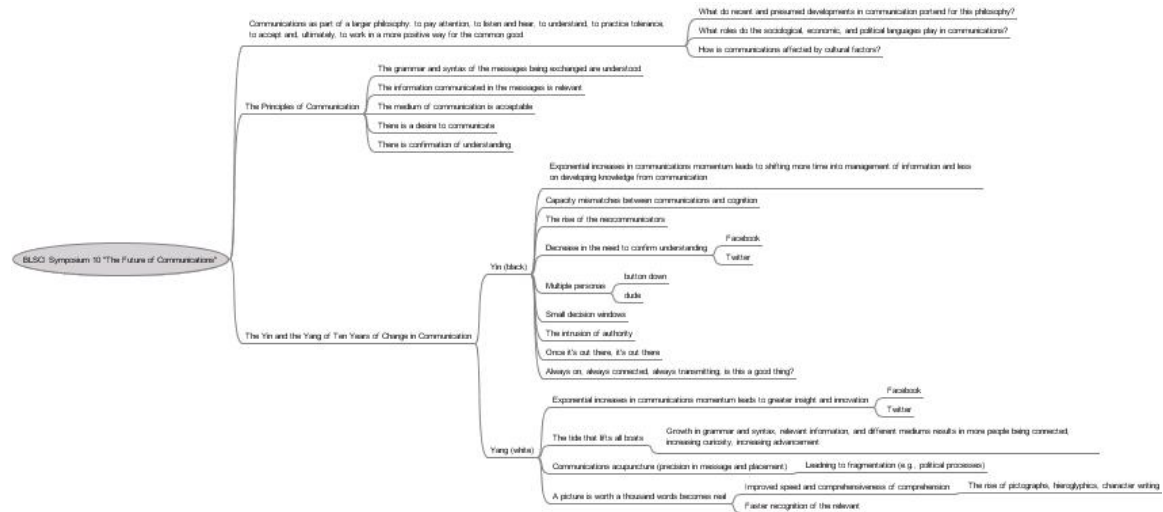 Communications as part of a larger philosophy: to pay attention, to listen and hear, to understand, to practice tolerance,
to accept and, ultimately, to work in a more positive way for the common good
What do recent and presumed developments in communication portend for this philosophy?
What roles do the sociological, economic, and political languages play in communications?
How is communications affected by cultural factors?
The Principles of Communication
The grammar and syntax of the messages being exchanged are understood
The information communicated in the messages is relevant
The medium of communication is acceptable
There is a desire to communicate
There is confirmation of understanding
BLSCI Symposium 10 "The Future of Communications"
The Yin and the Yang of Ten Years of Change in Communication
Yin (black)
Exponential increases in communications momentum leads to shifting more time into management of information and less
on developing knowledge from communication
Capacity mismatches between communications and cognition
The rise of the neocommunicators
Decrease in the need to confirm understanding
Facebook
Twitter
Multiple personas
button down
dude
Small decision windows
The intrusion of authority
Once it's out there, it's out there
Always on, always connected, always transmitting, is this a good thing?
Yang (white)
Exponential increases in communications momentum leads to greater insight and innovation
Facebook
Twitter
The tide that lifts all boats
Growth in grammar and syntax, relevant information, and different mediums results in more people being connected,
increasing curiosity, increasing advancement
Communications acupuncture (precision in message and placement)
Leadning to fragmentation (e.g., political processes)
A picture is worth a thousand words becomes real
Improved speed and comprehensiveness of comprehension
The rise of pictographs, hieroglyphics, character writing
Faster recognition of the relevant